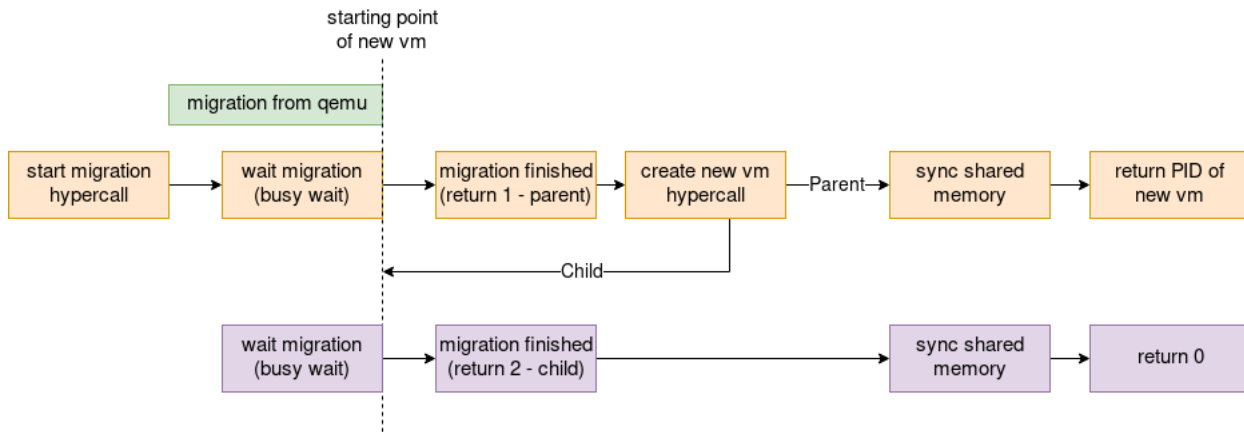 starting point
of new vm
migration from qemu
start migration
hypercall
wait migration
(busy wait)
migration finished
(return 1 - parent)
create new vm
hypercall
Parent
sync shared
memory
return PID of
new vm
Child
wait migration
(busy wait)
migration finished
(return 2 - child)
sync shared
memory
return 0